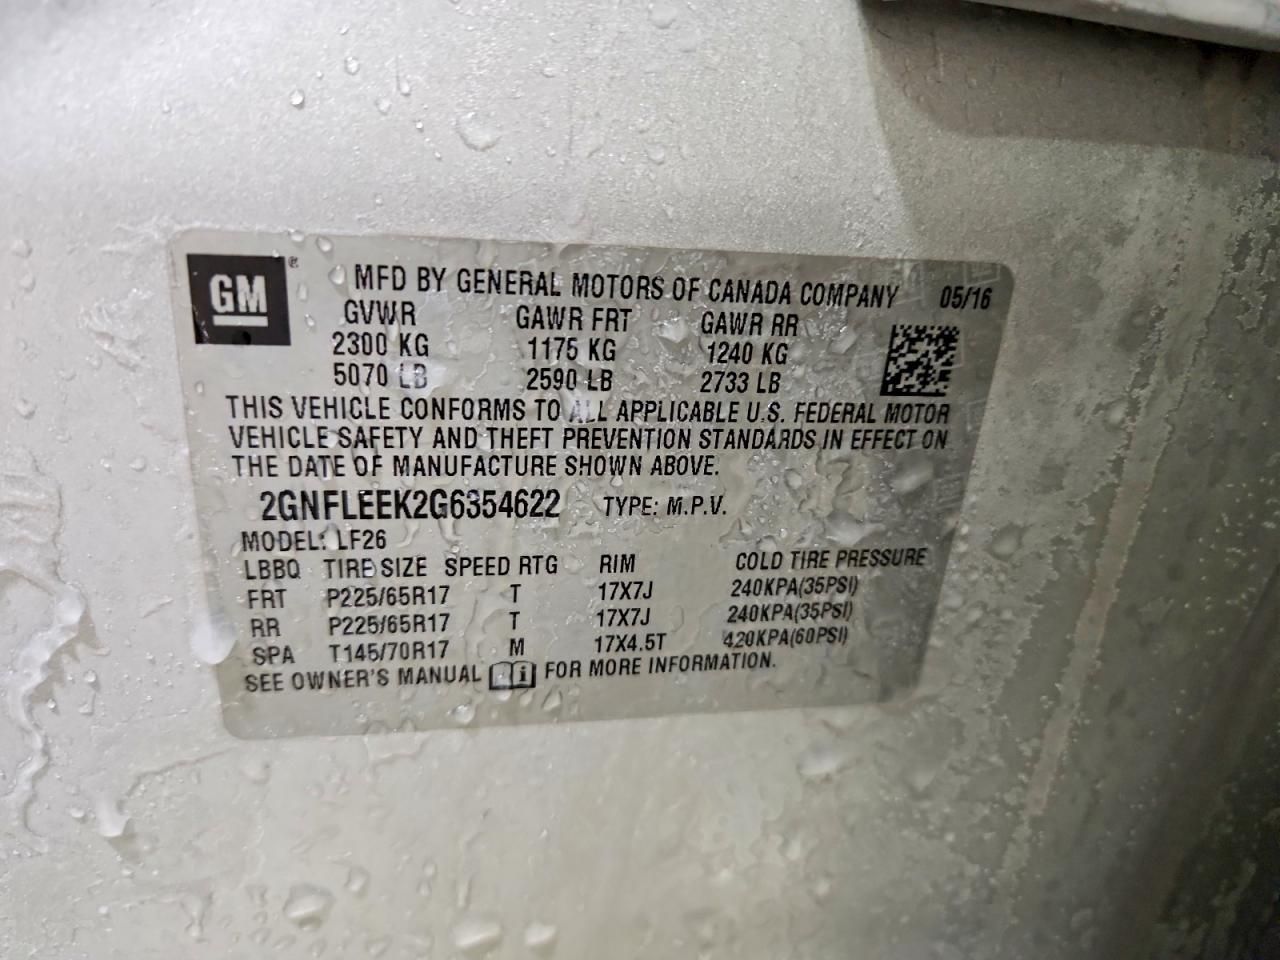 GM ® MFD BY GENERAL MOTORS OF CANADA COMPANY 05/16
GVWR GAWR FRT GAWR RR
2300 KG 1175 KG 1240 KG
5070 LB 2590 LB 2733 LB
THIS VEHICLE CONFORMS TO ALL APPLICABLE U.S. FEDERAL MOTOR
VEHICLE SAFETY AND THEFT PREVENTION STANDARDS IN EFFECT ON
THE DATE OF MANUFACTURE SHOWN ABOVE.
2GNFLEEK2G6354622 TYPE: M.P.V.
MODEL: LF26
LBBQ TIRE SIZE SPEED RTG RIM COLD TIRE PRESSURE
FRT P225/65R17 T 17X7J 240KPA(35PSI)
RR P225/65R17 T 17X7J 240KPA(35PSI)
SPA T145/70R17 M 17X4.5T 420KPA(60PSI)
SEE OWNER'S MANUAL i FOR MORE INFORMATION.